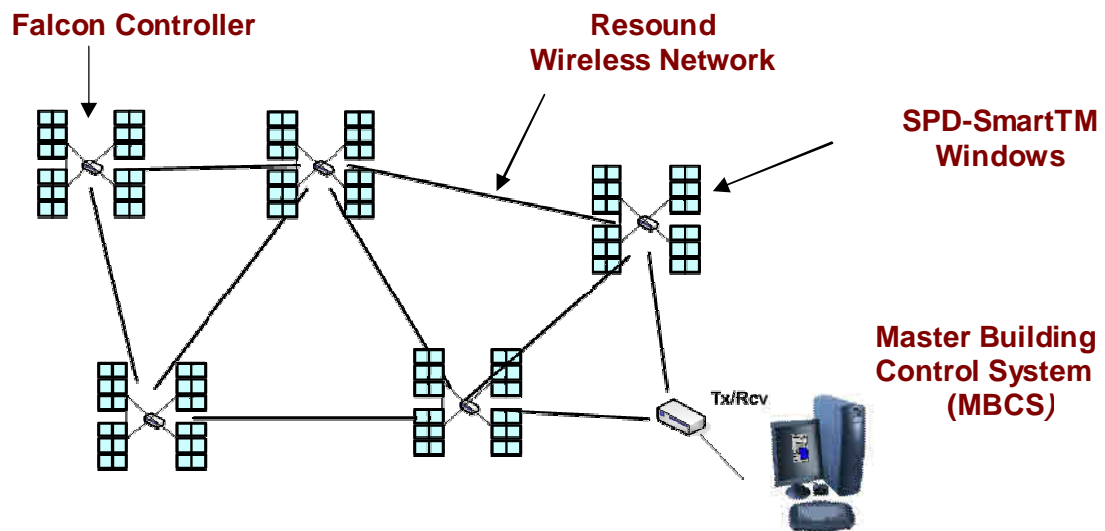 Falcon Controller
Resound
Wireless Network
SPD-SmartTM
Windows
Master Building
Control System
(MBCS)
Tx/Rcv